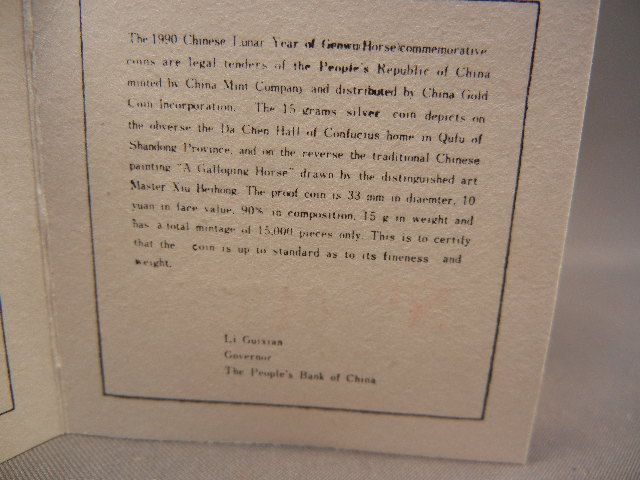 The 1990 Chinese Lunar Year of Genwu/Horse/commemorative
coins are legal tenders of the People's Republic of China
minted by China Mint Company and distributed by China Gold
Coin Incorporation. The 15 grams silver coin depicts on
the obverse the Da Chen Hall of Confucius home in Qufu of
Shandong Province, and on the reverse the traditional Chinese
painting "A Galloping Horse" drawn by the distinguished art
Master Xiu Beihong. The proof coin is 33 mm in diaemter, 10
yuan in face value, 90% in composition, 15 g in weight and
has a total mintage of 15,000 pieces only. This is to certify
that the coin is up to standard as to its fineness and
weight.
Li Guixian
Governor
The People's Bank of China